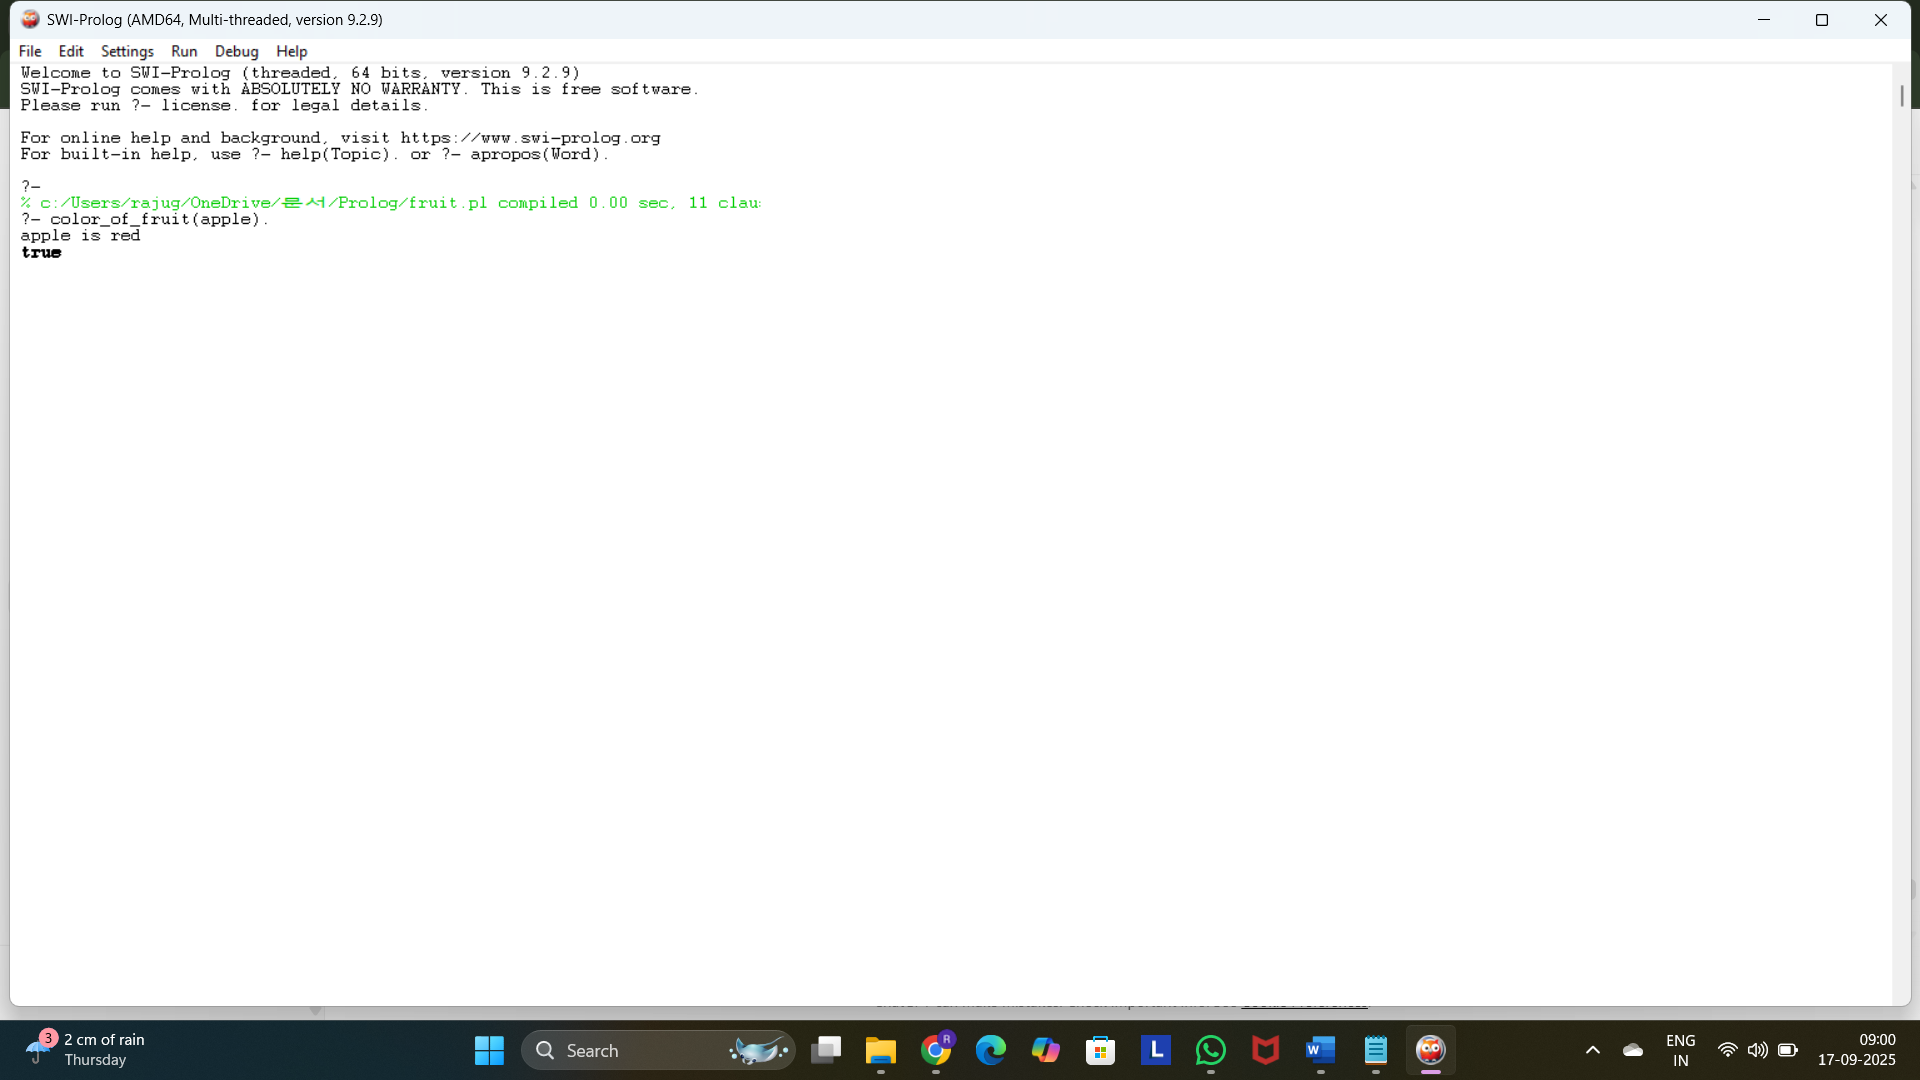 SWI-Prolog (AMD64, Multi-threaded, version 9.2.9)
File Edit Settings Run Debug Help
Welcome to SWI-Prolog (threaded, 64 bits, version 9.2.9)
SWI-Prolog comes with ABSOLUTELY NO WARRANTY. This is free software.
Please run ?- license. for legal details.
For online help and background, visit https://www.swi-prolog.org
For built-in help, use ?- help(Topic). or ?- apropos(Word).
?-
% c:/Users/rajug/OneDrive/문서/Prolog/fruit.pl compiled 0.00 sec, 11 clau
?- color_of_fruit(apple).
apple is red
true
3
2 cm of rain
Thursday
Search
R
L
W
ENG
IN
09:00
17-09-2025